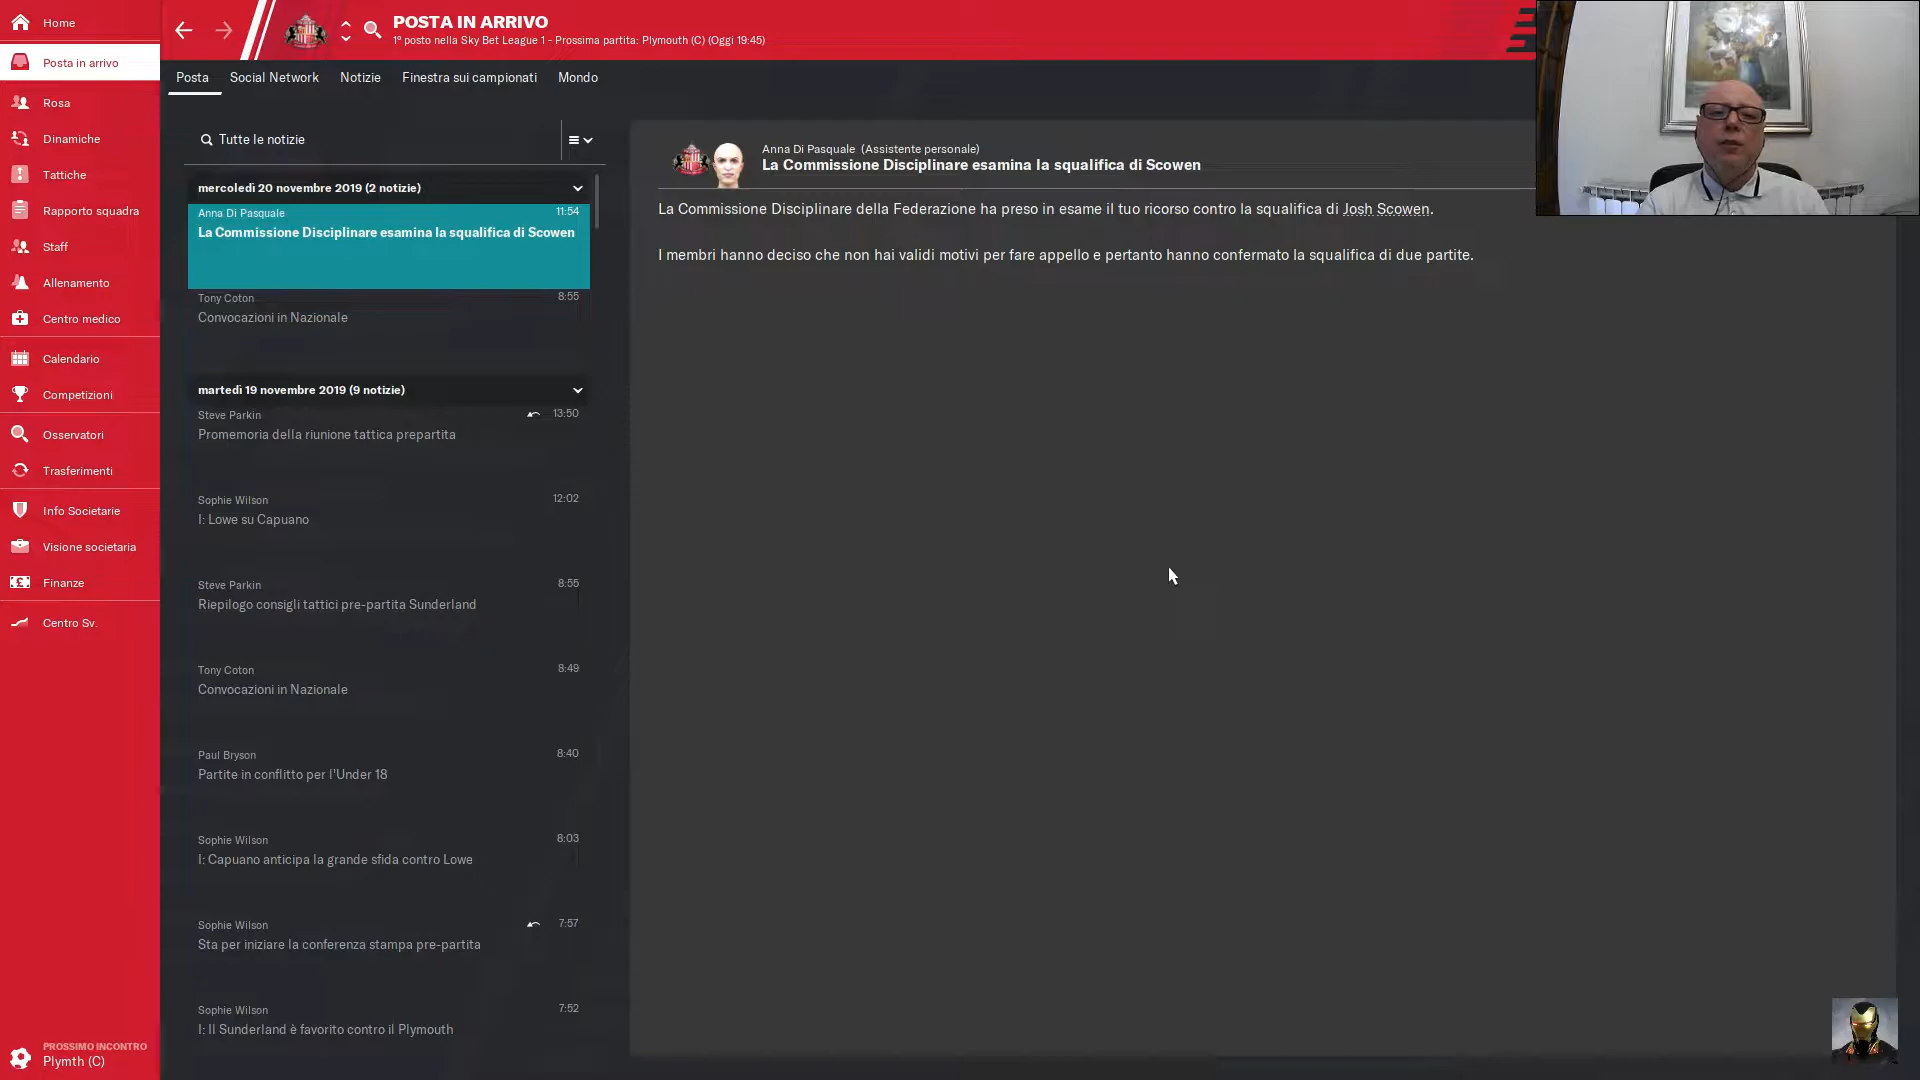 Home
Posta in arrivo
Rosa
Dinamiche
Tattiche
Rapporto squadra
Staff
Allenamento
Centro medico
Calendario
Competizioni
Osservatori
Trasferimenti
Info Societarie
Visione societaria
Finanze
Centro Sv.
PROSSIMO INCONTRO
Plymth (C)
POSTA IN ARRIVO
1º posto nella Sky Bet League 1 - Prossima partita: Plymouth (C) (Oggi 19:45)
Posta Social Network Notizie Finestra sui campionati Mondo
Tutte le notizie
mercoledì 20 novembre 2019 (2 notizie)
Anna Di Pasquale 11:54
La Commissione Disciplinare esamina la squalifica di Scowen
Tony Coton 8:55
Convocazioni in Nazionale
martedì 19 novembre 2019 (9 notizie)
Steve Parkin 13:50
Promemoria della riunione tattica prepartita
Sophie Wilson 12:02
I: Lowe su Capuano
Steve Parkin 8:55
Riepilogo consigli tattici pre-partita Sunderland
Tony Coton 8:49
Convocazioni in Nazionale
Paul Bryson 8:40
Partite in conflitto per l'Under 18
Sophie Wilson 8:03
I: Capuano anticipa la grande sfida contro Lowe
Sophie Wilson 7:57
Sta per iniziare la conferenza stampa pre-partita
Sophie Wilson 7:52
I: Il Sunderland è favorito contro il Plymouth
Anna Di Pasquale (Assistente personale)
La Commissione Disciplinare esamina la squalifica di Scowen
La Commissione Disciplinare della Federazione ha preso in esame il tuo ricorso contro la squalifica di Josh Scowen.
I membri hanno deciso che non hai validi motivi per fare appello e pertanto hanno confermato la squalifica di due partite.